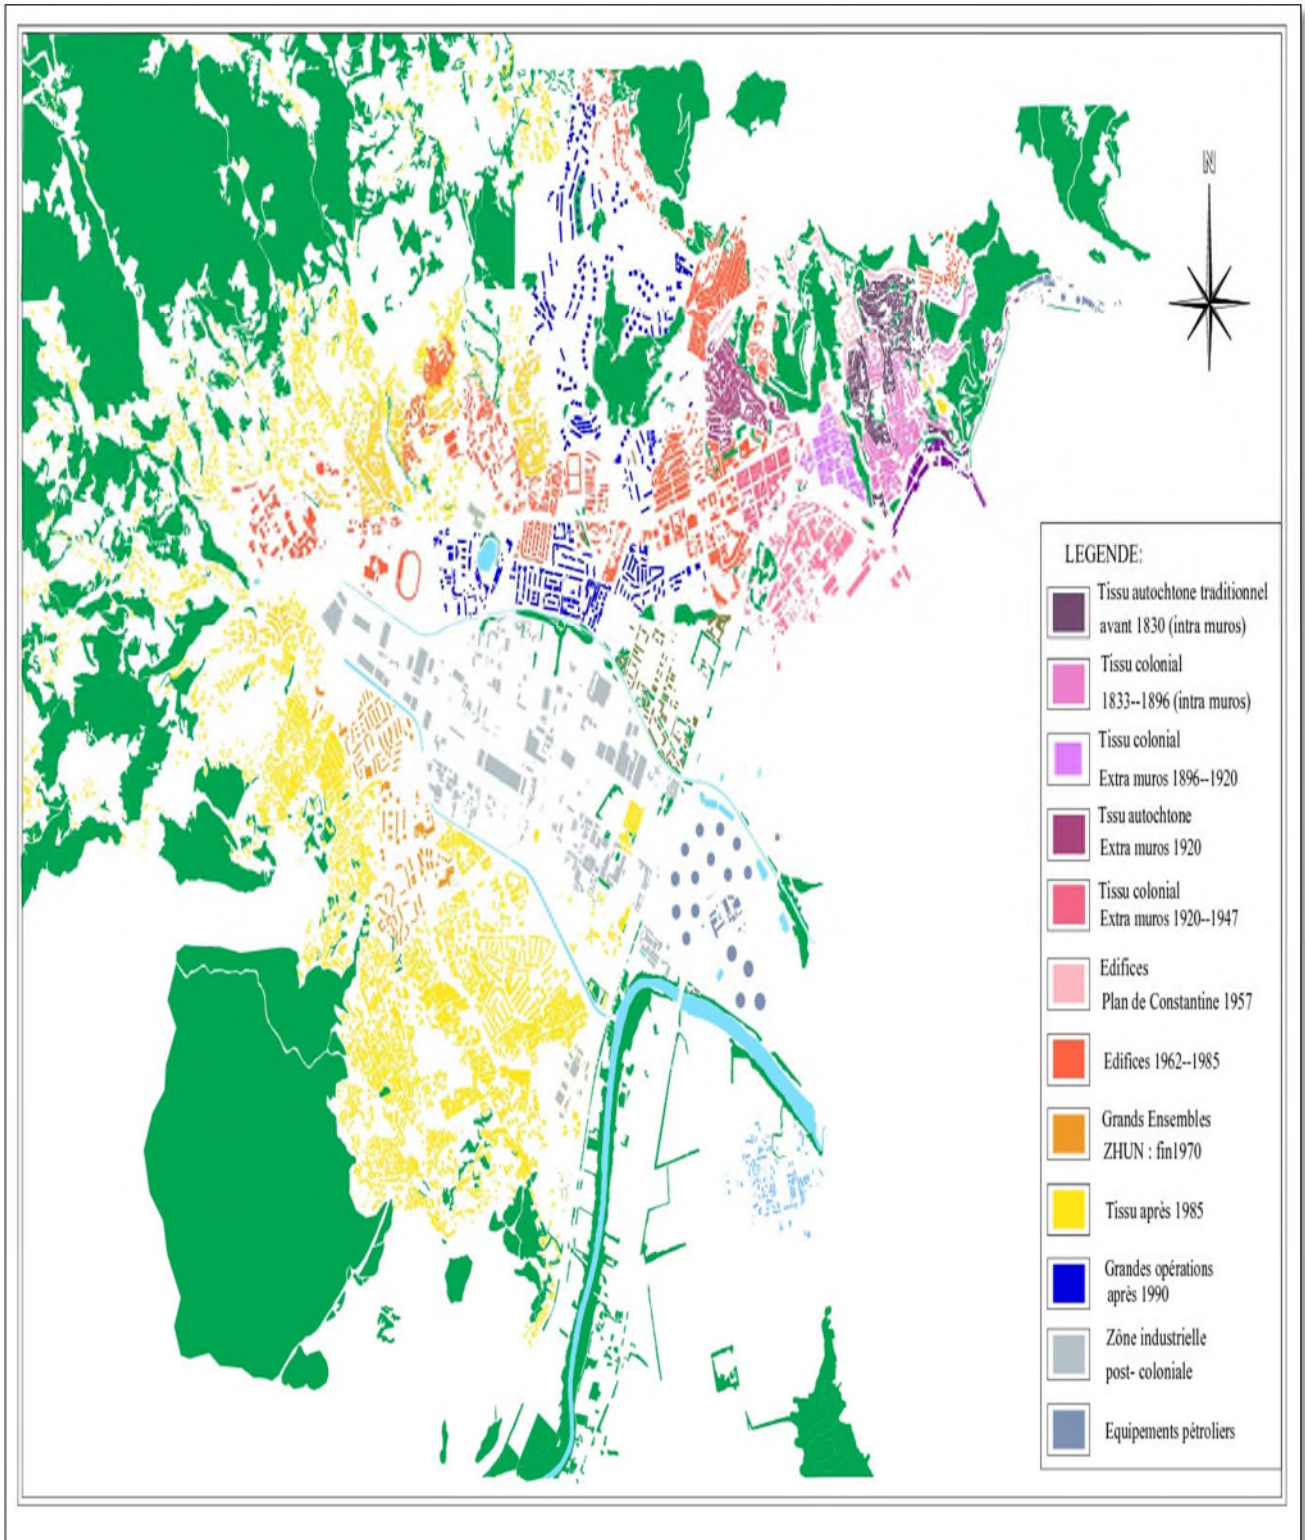 N
LEGENDE:
Tissu autochtone traditionnel
avant 1830 (intra muros)
Tissu colonial
1833--1896 (intra muros)
Tissu colonial
Extra muros 1896--1920
Tssu autochtone
Extra muros 1920
Tissu colonial
Extra muros 1920--1947
Edifices
Plan de Constantine 1957
Edifices 1962--1985
Grands Ensembles
ZHUN : fin1970
Tissu après 1985
Grandes opérations
après 1990
Zône industrielle
post- coloniale
Equipements pétroliers